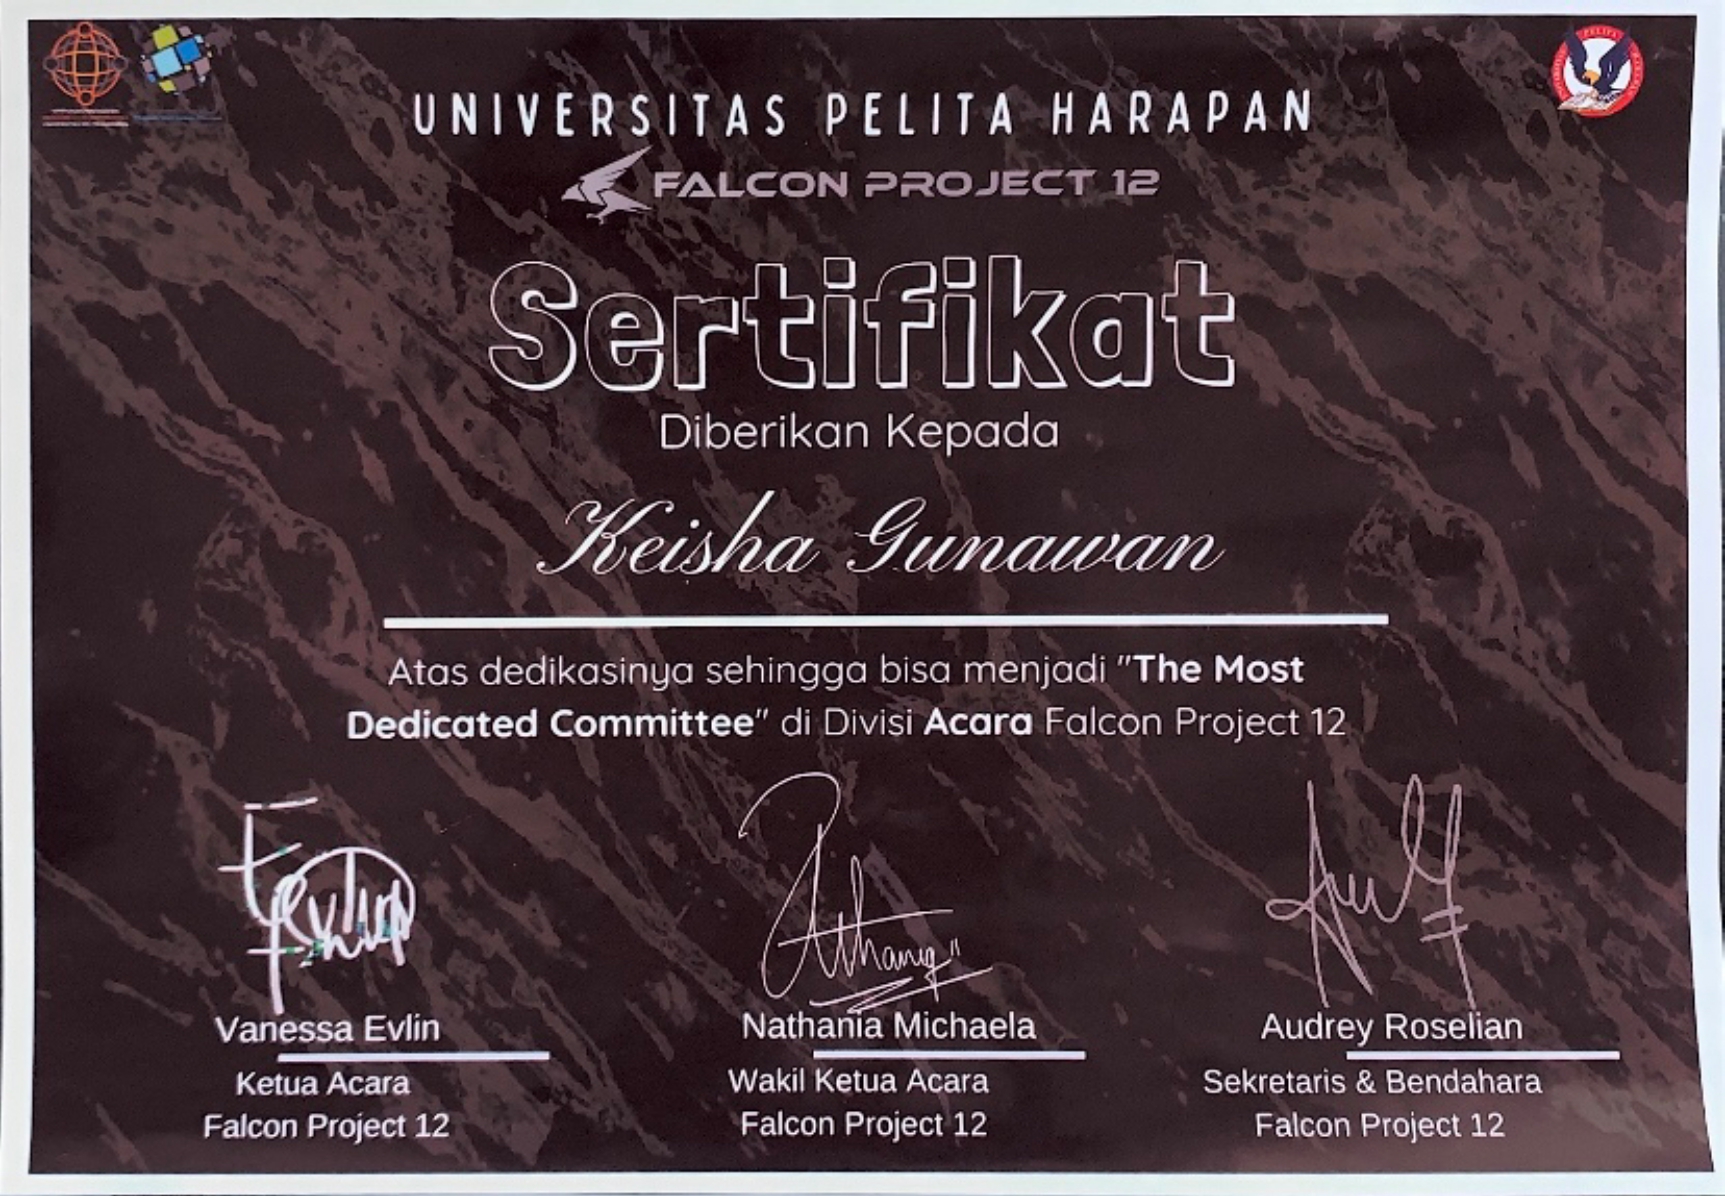 UNIVERSITAS PELITA HARAPAN
FALCON PROJECT 12
Sertifikat
Diberikan Kepada
Keisha Gunawan
Atas dedikasinya sehingga bisa menjadi "The Most
Dedicated Committee" di Divisi Acara Falcon Project 12
Vanessa Evlin
Ketua Acara
Falcon Project 12
Nathania Michaela
Wakil Ketua Acara
Falcon Project 12
Audrey Roselian
Sekretaris & Bendahara
Falcon Project 12